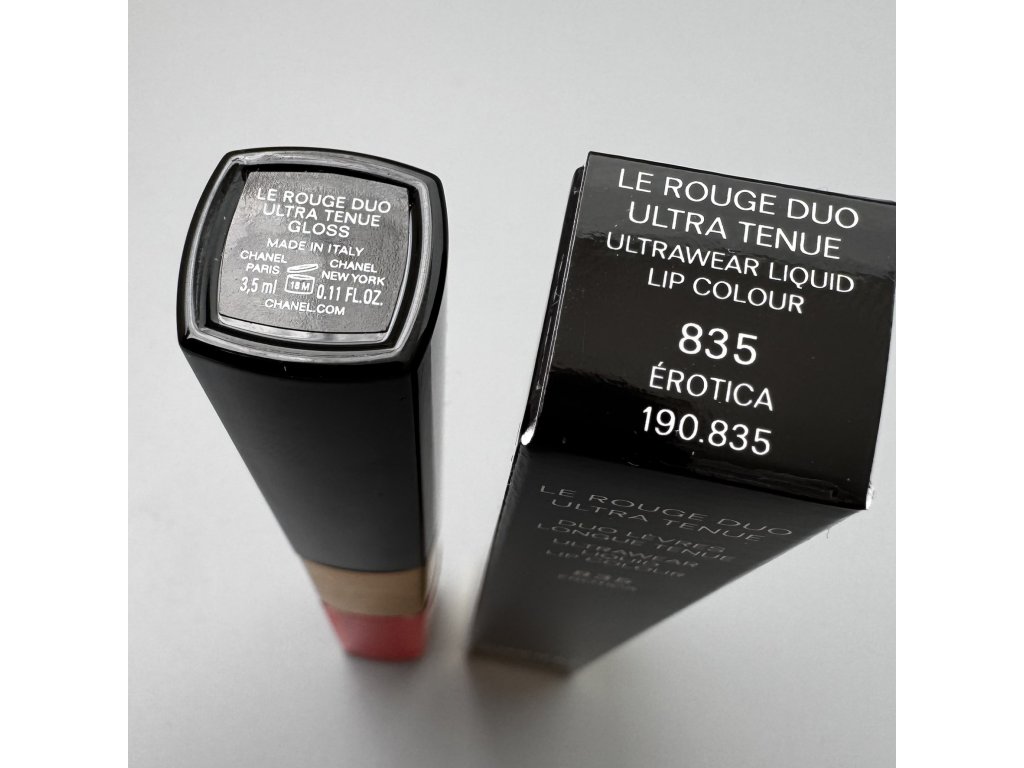 LE ROUGE DUO
ULTRA TENUE
GLOSS
MADE IN ITALY
CHANEL CHANEL
PARIS NEW YORK
3,5 ml 18 M 0.11 FL.OZ.
CHANEL.COM
LE ROUGE DUO
ULTRA TENUE
ULTRAWEAR LIQUID
LIP COLOUR
835
ÉROTICA
190.835
LE ROUGE DUO
ULTRA TENUE
DUO LÈVRES
LONGUE TENUE
ULTRAWEAR
LIQUID
LIP COLOUR
835